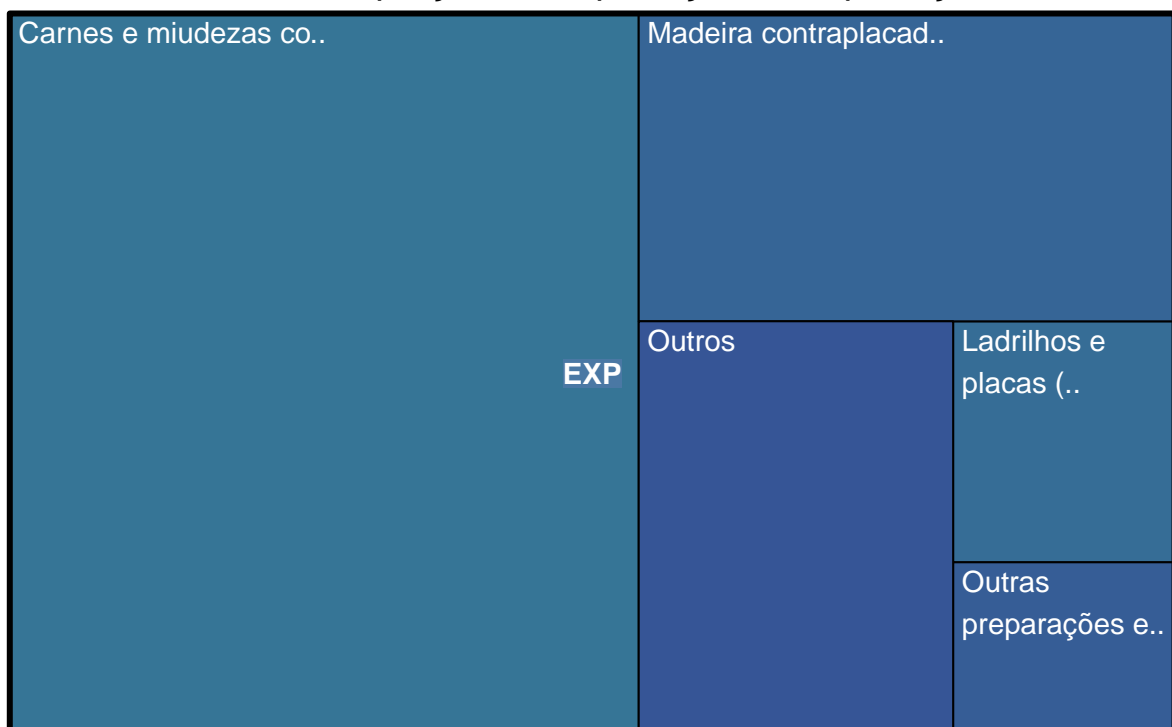 Carnes e miudezas co..
Madeira contraplacad..
EXP
Outros
Ladrilhos e
placas (..
Outras
preparações e..